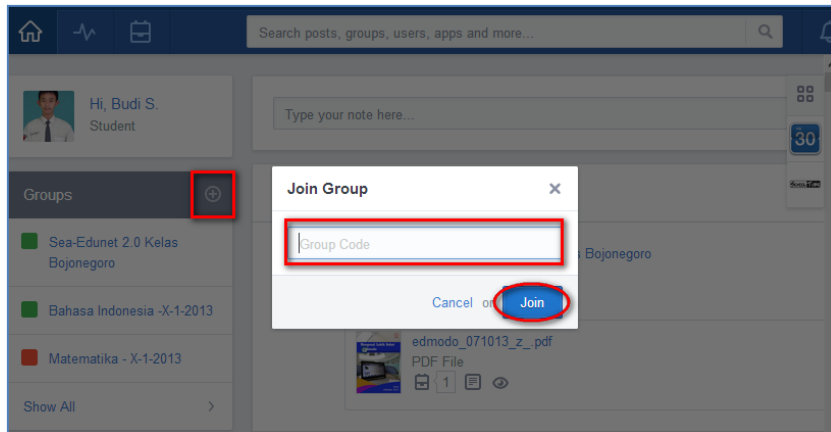 Search posts, groups, users, apps and more...
Hi, Budi S.
Student
Type your note here...
30
Groups
Join Group
Group Code
Sea-Edunet 2.0 Kelas
Bojonegoro
s Bojonegoro
Cancel or Join
Bahasa Indonesia -X-1-2013
edmodo_071013_z_.pdf
PDF File
1
Matematika - X-1-2013
Show All